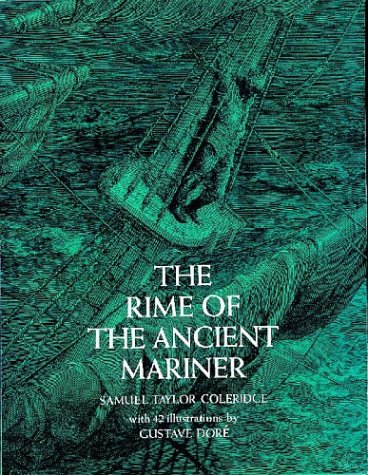 THE
RIME OF
THE ANCIENT
MARINER
SAMUEL TAYLOR COLERIDGE
with 42 illustrations by
GUSTAVE DORÉ